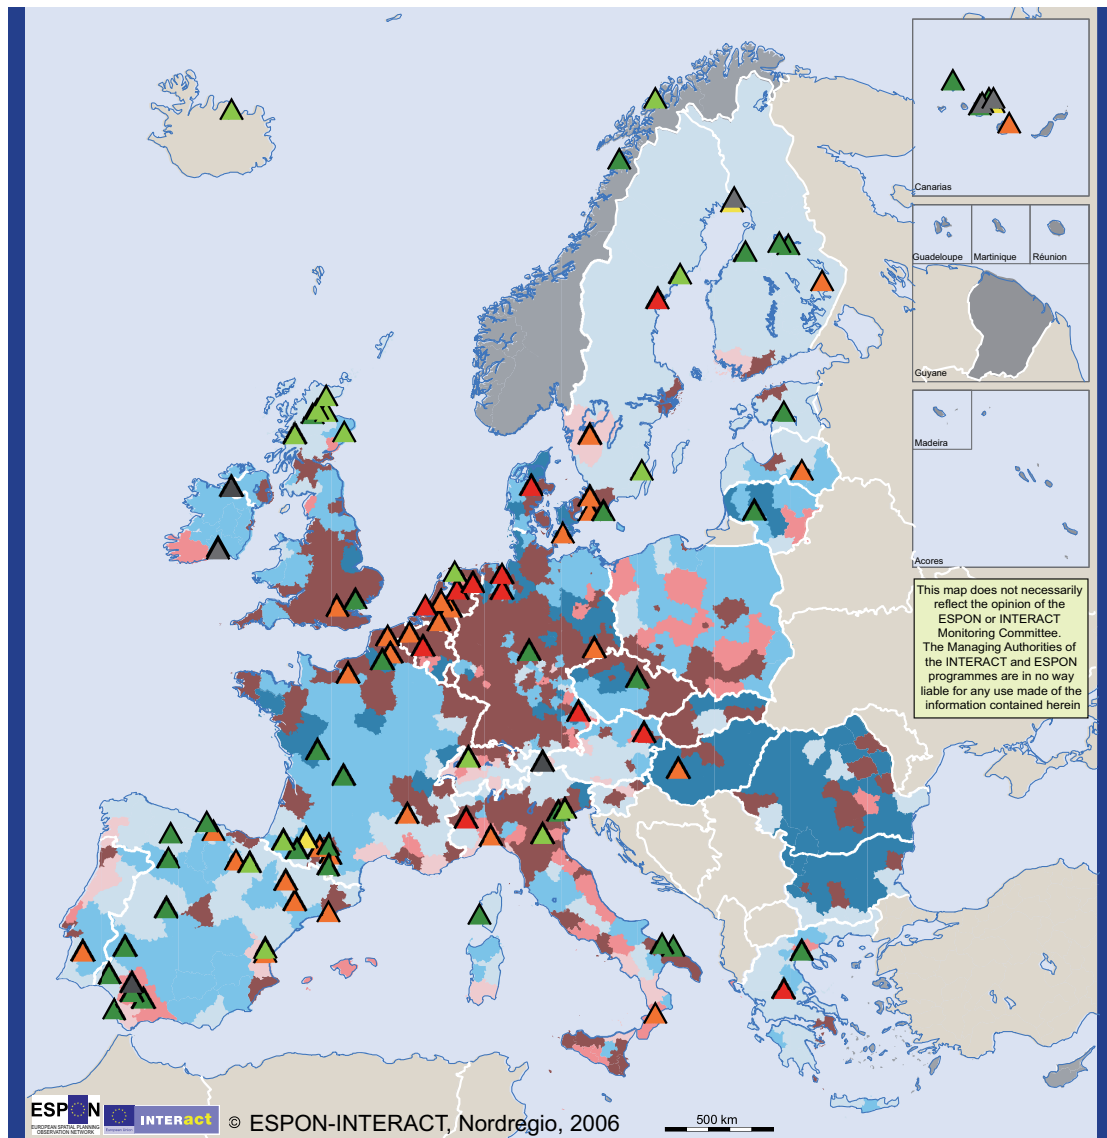 Canarias
Guadeloupe
Martinique
Réunion
Guyane
Madeira
Acores
This map does not necessarily
reflect the opinion of the
ESPON or INTERACT
Monitoring Committee.
The Managing Authorities of
the INTERACT and ESPON
programmes are in no way
liable for any use made of the
information contained herein
ESPON
EUROPEAN SPATIAL PLANNING
OBSERVATION NETWORK
INTERact
© ESPON-INTERACT, Nordregio, 2006
500 km